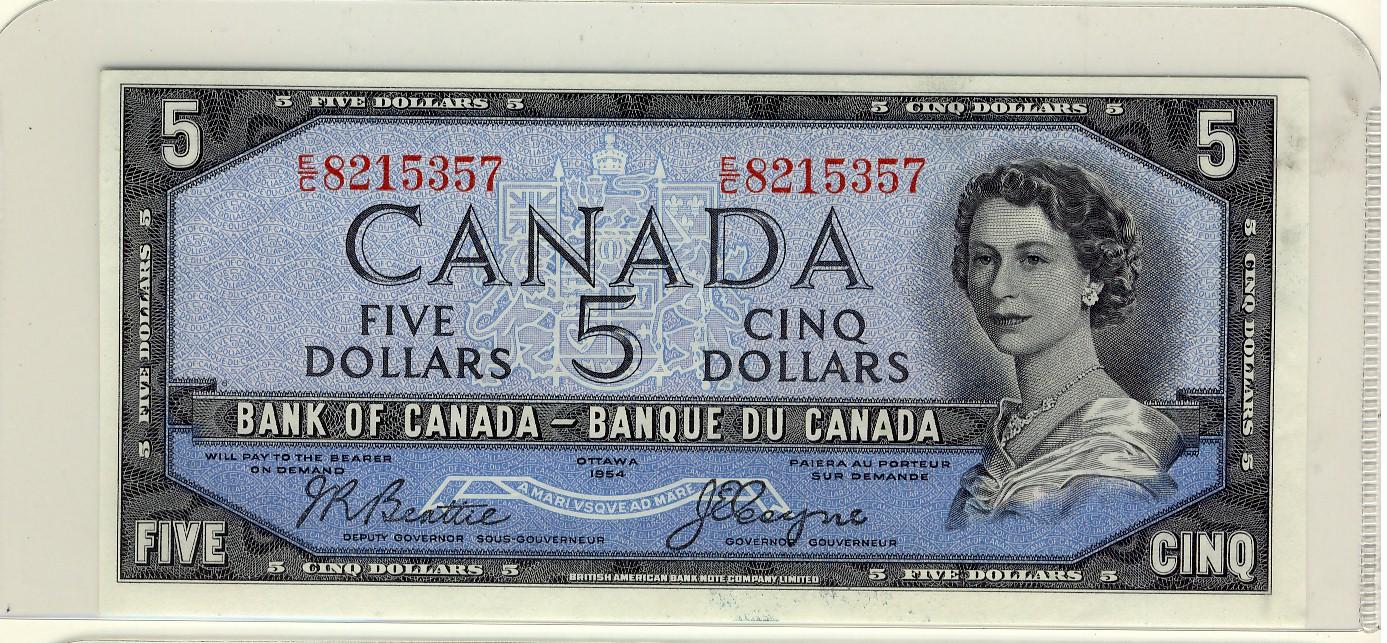 5 FIVE DOLLARS 5
5 CINQ DOLLARS 5
5
5
E/C 8215357
E/C 8215357
CANADA
FIVE DOLLARS
5
CINQ DOLLARS
5 FIVE DOLLARS 5
5 CINQ DOLLARS 5
BANK OF CANADA – BANQUE DU CANADA
WILL PAY TO THE BEARER
ON DEMAND
OTTAWA
1954
PAIERA AU PORTEUR
SUR DEMANDE
A MARI VSQVE AD MARE
JRBeattie
JECoyne
DEPUTY GOVERNOR SOUS-GOUVERNEUR
GOVERNOR GOUVERNEUR
FIVE
CINQ
5 CINQ DOLLARS 5
BRITISH AMERICAN BANK NOTE COMPANY LIMITED
5 FIVE DOLLARS 5